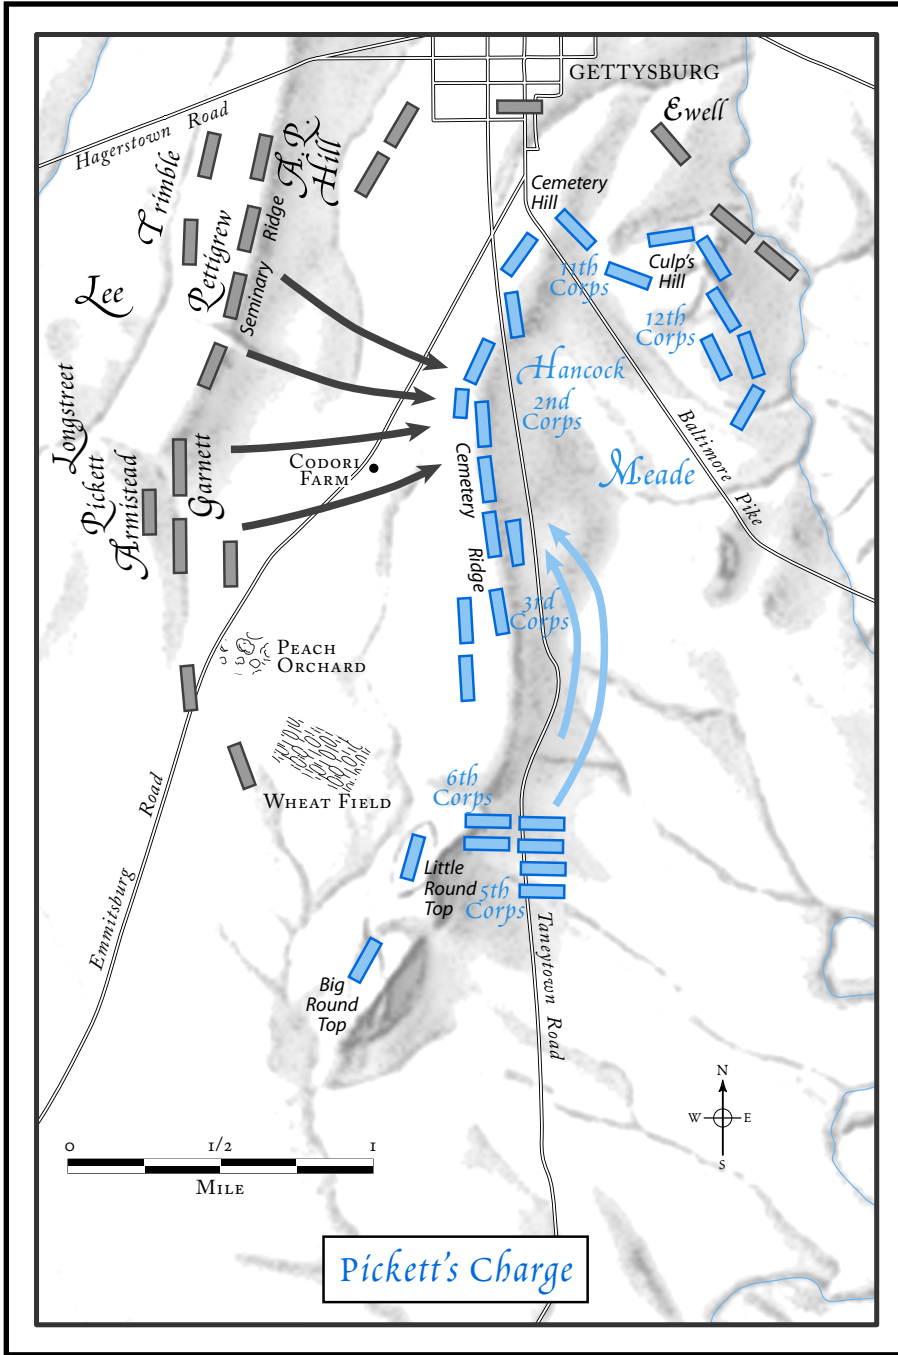 GETTYSBURG
Ewell
Hagerstown Road
Trimble
A. P.
Hill
Cemetery
Hill
Pettigrew
Seminary Ridge
Lee
11th
Corps
Culp's
Hill
12th
Corps
Hancock
2nd
Corps
Longstreet
Pickett
Armistead
Garnett
Codori
Farm
Cemetery Ridge
Meade
Baltimore Pike
3rd
Corps
Peach
Orchard
Wheat Field
6th
Corps
Emmitsburg Road
Little
Round
Top
5th
Corps
Taneytown Road
Big
Round
Top
N
W E
S
0 1/2 1
Mile
Pickett's Charge